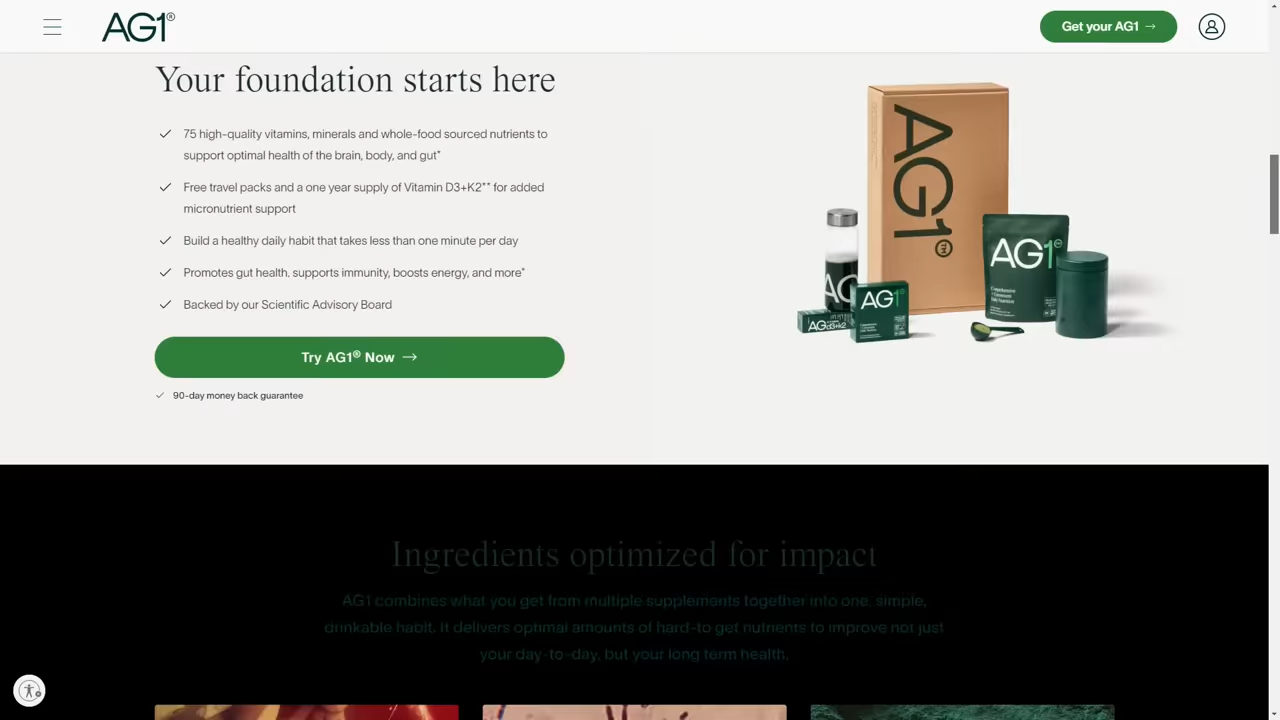 AG1®
Get your AG1 →
Your foundation starts here
75 high-quality vitamins, minerals and whole-food sourced nutrients to
support optimal health of the brain, body, and gut*
Free travel packs and a one year supply of Vitamin D3+K2** for added
micronutrient support
Build a healthy daily habit that takes less than one minute per day
Promotes gut health, supports immunity, boosts energy, and more*
Backed by our Scientific Advisory Board
Try AG1® Now →
90-day money back guarantee
AG1
AG1
AG1
AG
AG d3+k2
Ingredients optimized for impact
AG1 combines what you get from multiple supplements together into one, simple,
drinkable habit. It delivers optimal amounts of hard-to get nutrients to improve not just
your day-to-day, but your long term health.